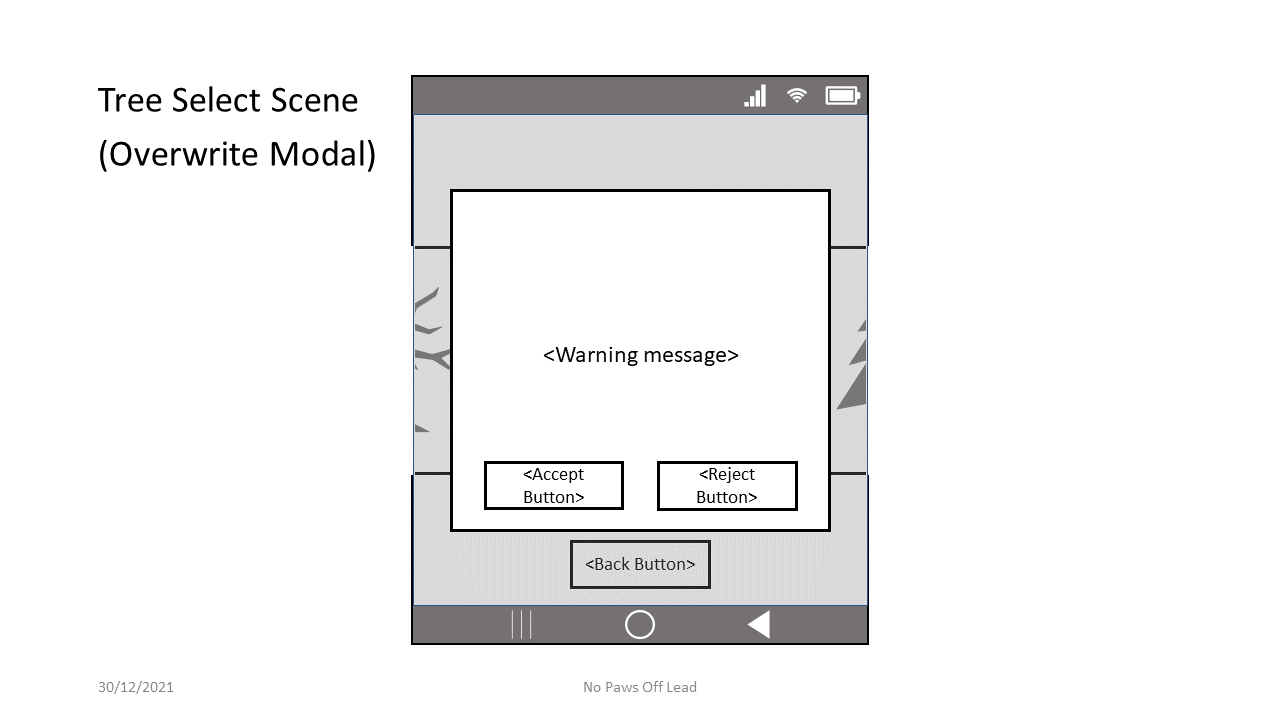 Tree Select Scene
(Overwrite Modal)
<Warning message>
<Accept
Button>
<Reject
Button>
<Back Button>
30/12/2021
No Paws Off Lead